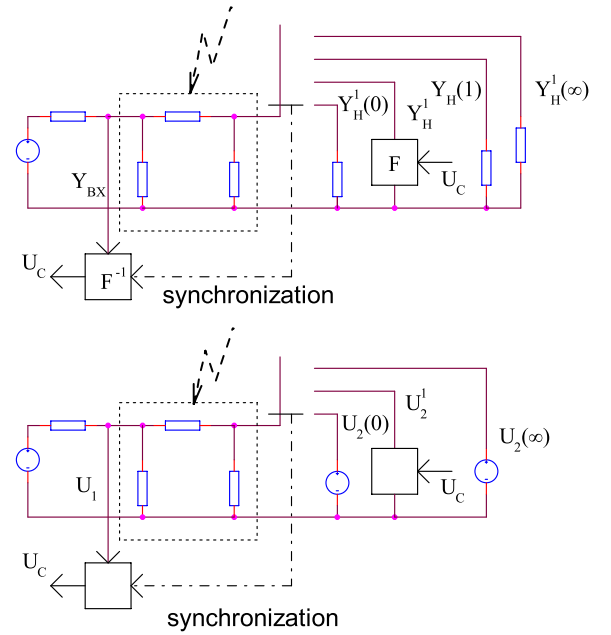 Y_H^1(0)
Y_H^1
Y_H(1)
Y_H^1(∞)
F
U_C
Y_BX
U_C
F^-1
synchronization
U_2(0)
U_2^1
U_2(∞)
U_C
U_1
U_C
synchronization